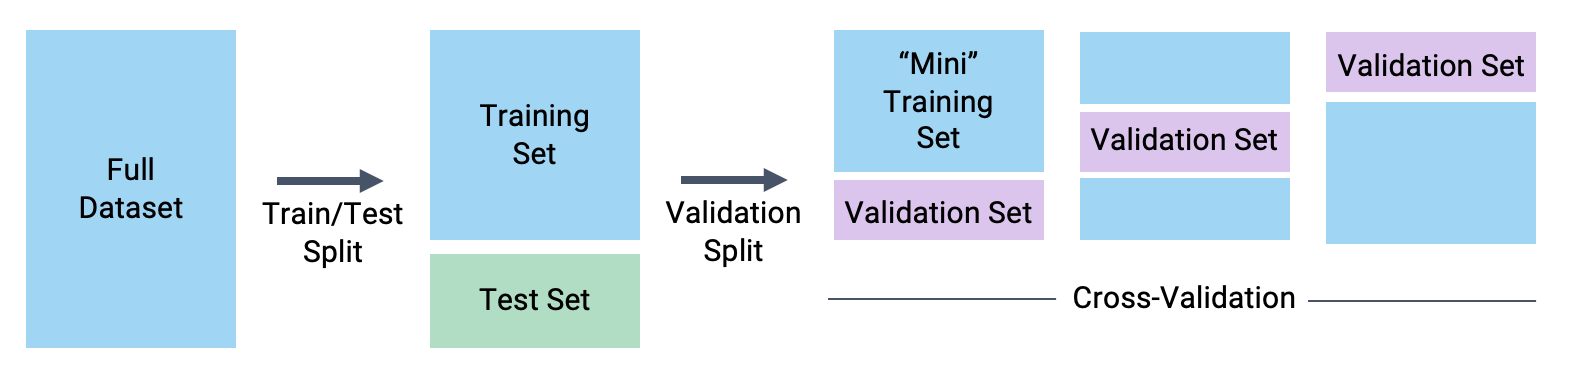 Full
Dataset
Train/Test
Split
Training
Set
Test Set
Validation
Split
“Mini”
Training
Set
Validation Set
Validation Set
Validation Set
Cross-Validation